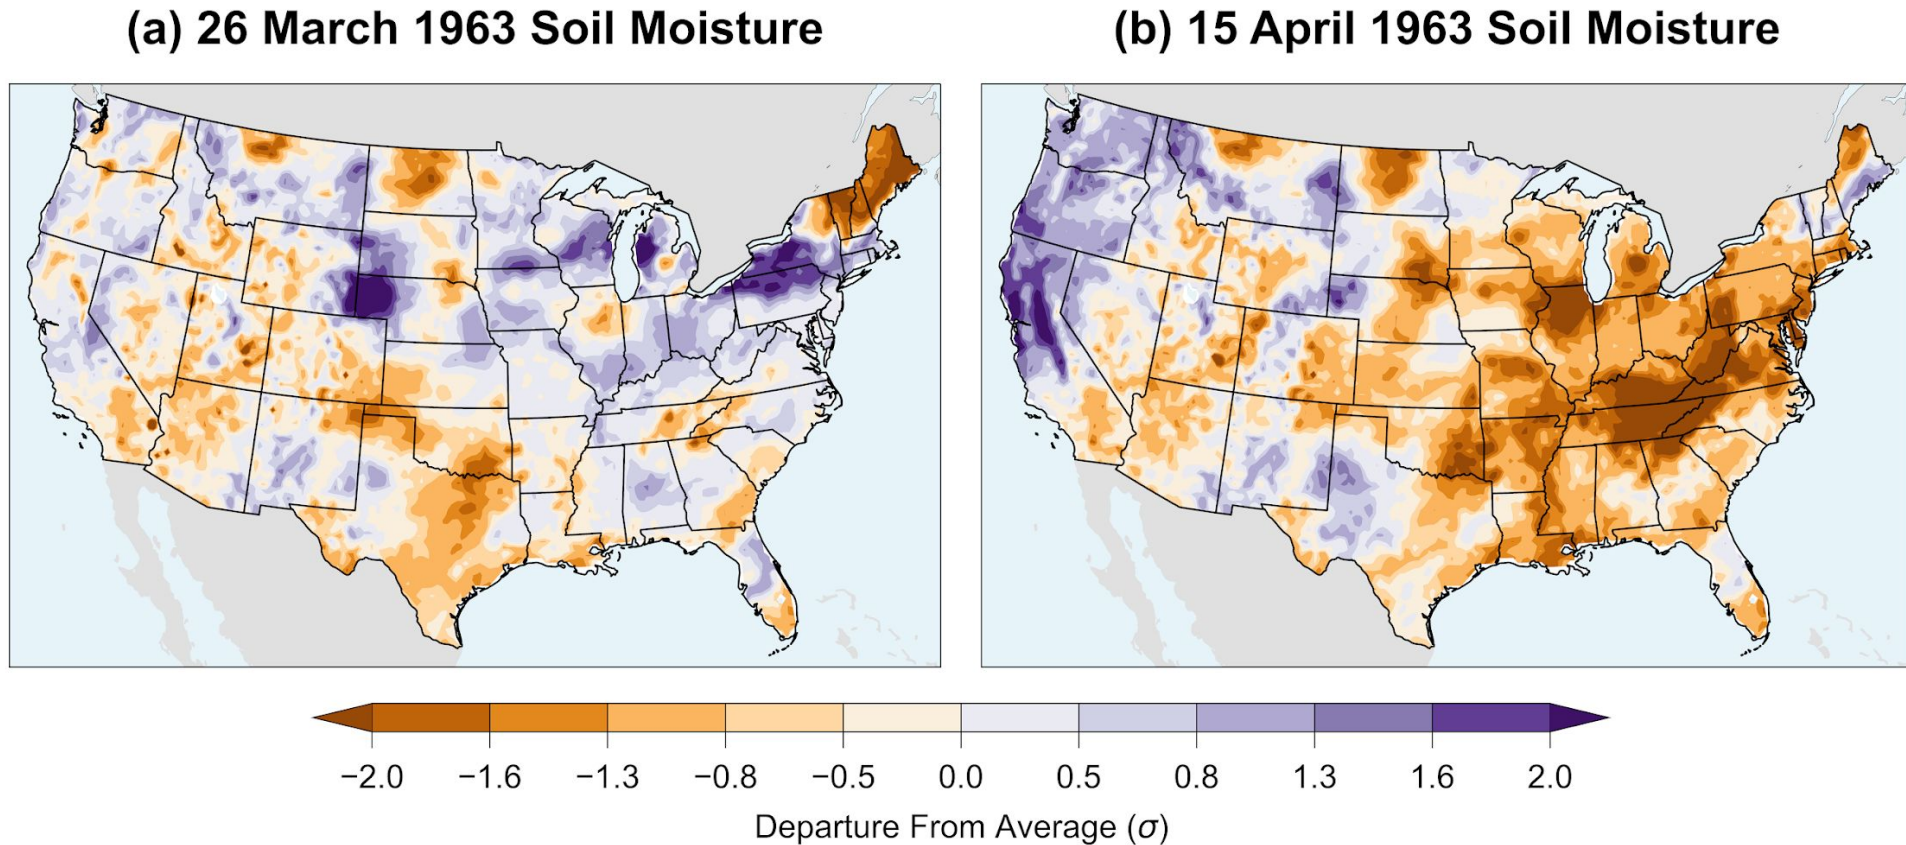 (a) 26 March 1963 Soil Moisture
(b) 15 April 1963 Soil Moisture
−2.0 −1.6 −1.3 −0.8 −0.5 0.0 0.5 0.8 1.3 1.6 2.0
Departure From Average (σ)